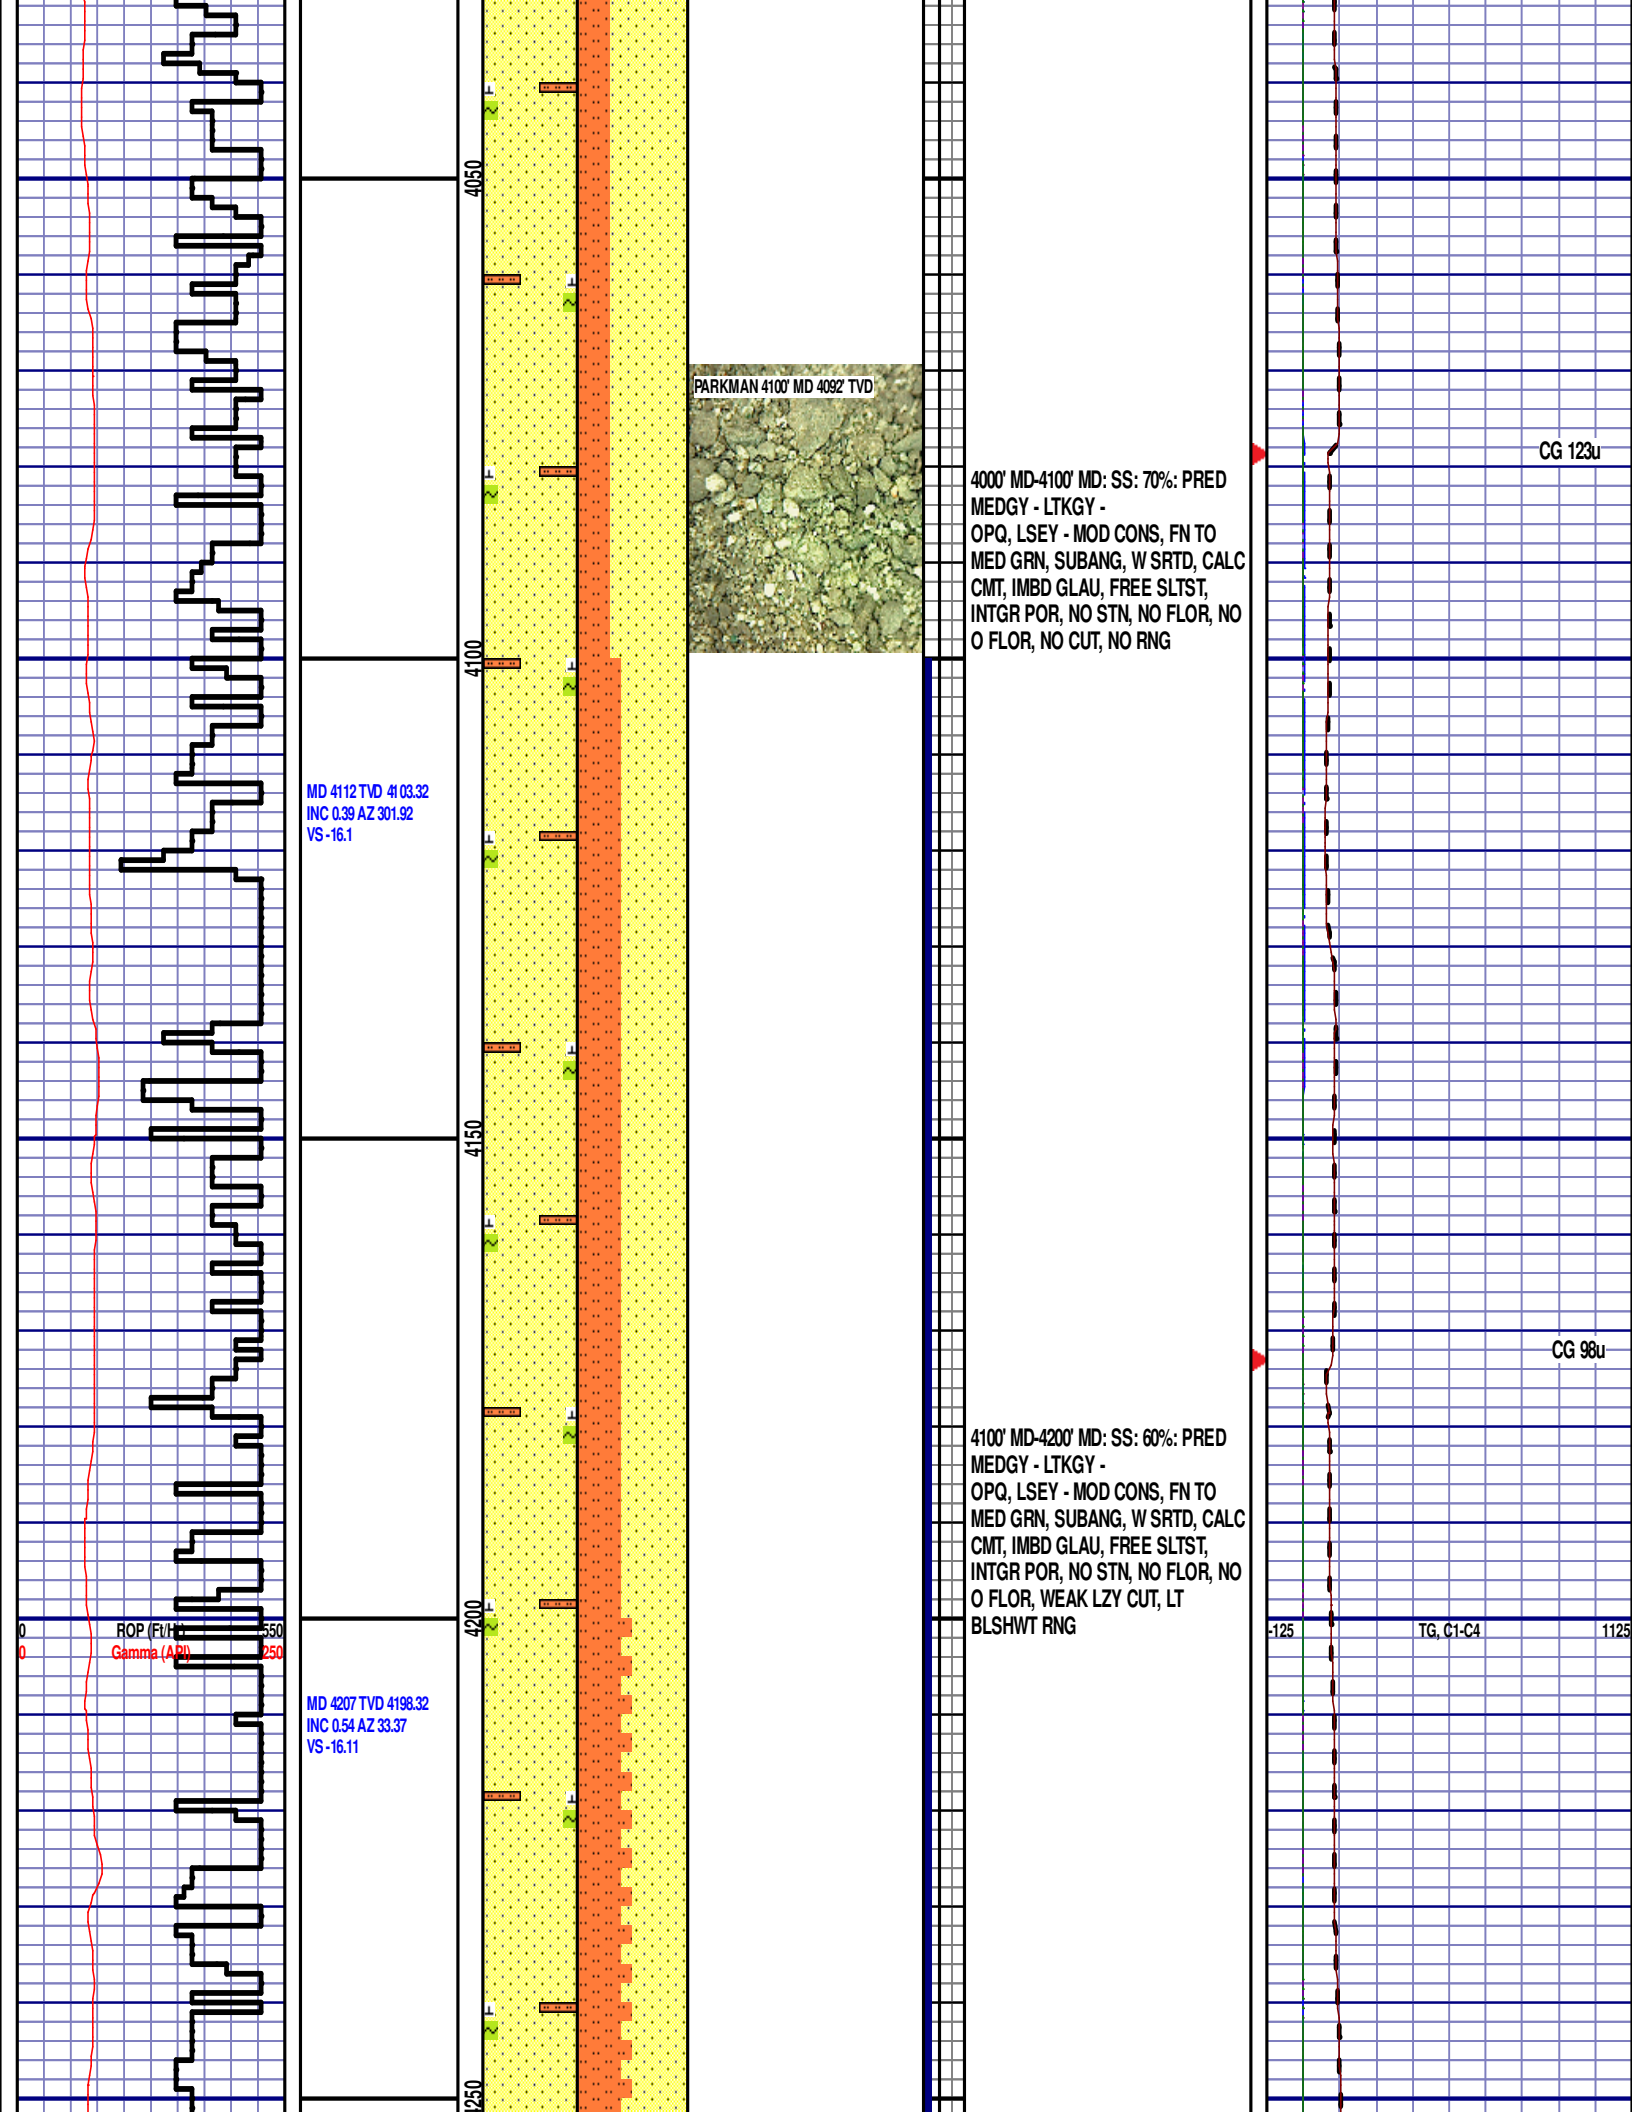 4050
PARKMAN 4100' MD 4092' TVD
CG 123u
4000' MD-4100' MD: SS: 70%: PRED
MEDGY - LTKGY -
OPQ, LSEY - MOD CONS, FN TO
MED GRN, SUBANG, W SRTD, CALC
CMT, IMBD GLAU, FREE SLTST,
INTGR POR, NO STN, NO FLOR, NO
O FLOR, NO CUT, NO RNG
4100
MD 4112 TVD 4103.32
INC 0.39 AZ 301.92
VS -16.1
4150
CG 98u
4100' MD-4200' MD: SS: 60%: PRED
MEDGY - LTKGY -
OPQ, LSEY - MOD CONS, FN TO
MED GRN, SUBANG, W SRTD, CALC
CMT, IMBD GLAU, FREE SLTST,
INTGR POR, NO STN, NO FLOR, NO
O FLOR, WEAK LZY CUT, LT
BLSHWT RNG
4200
0 ROP (Ft/Hr) 550
0 Gamma (API) 250
-125 TG, C1-C4 1125
MD 4207 TVD 4198.32
INC 0.54 AZ 33.37
VS -16.11
4250